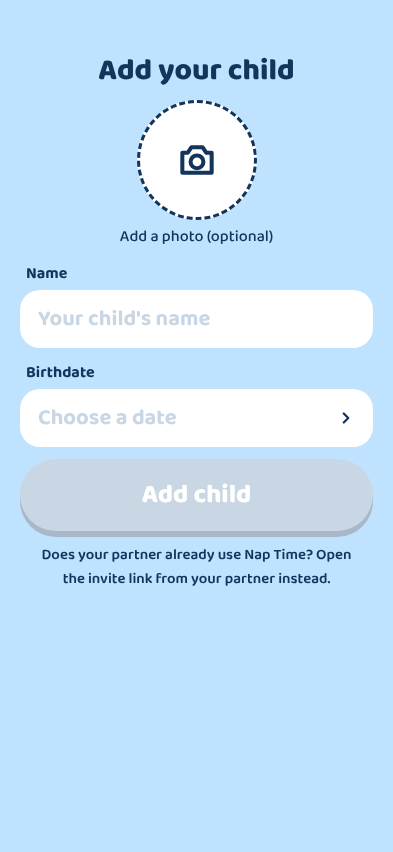 Add your child
Add a photo (optional)
Name
Your child's name
Birthdate
Choose a date
Add child
Does your partner already use Nap Time? Open
the invite link from your partner instead.